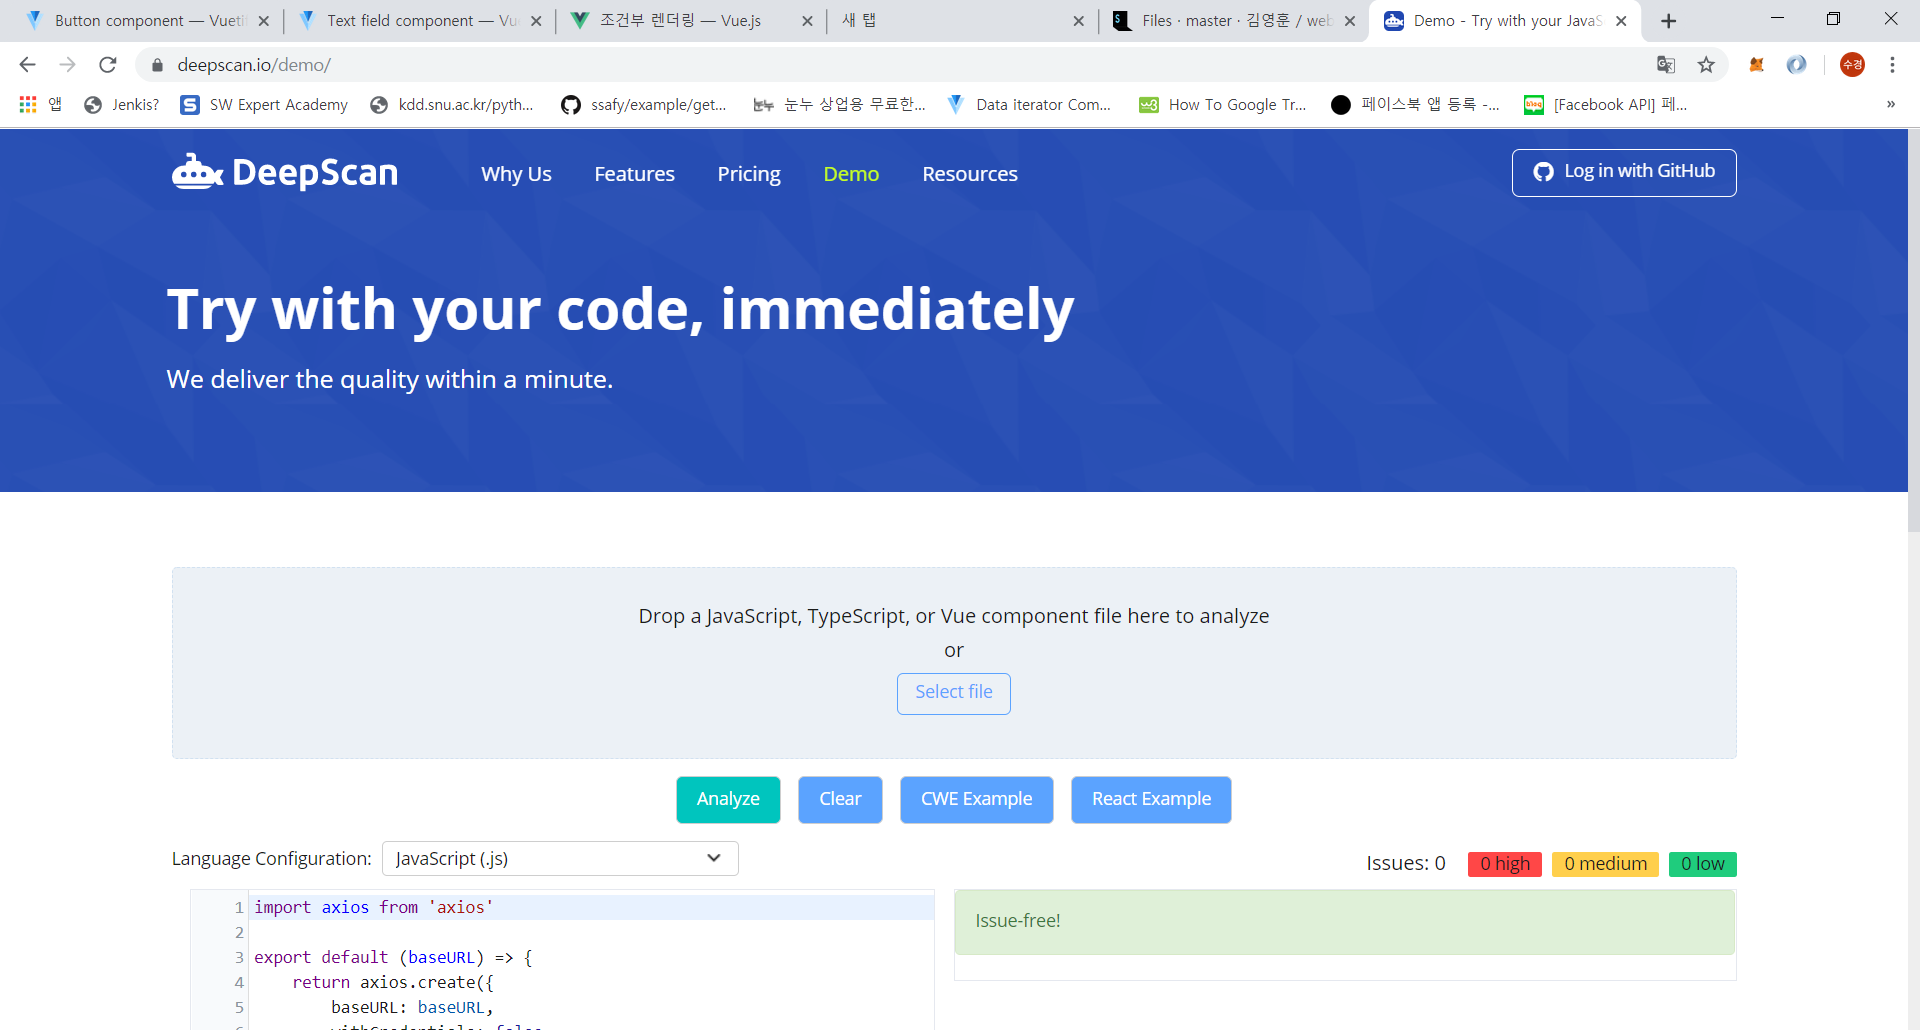 Button component — Vueti
Text field component — Vue
조건부 렌더링 — Vue.js
새 탭
Files · master · 김영훈 / web
Demo - Try with your JavaS
deepscan.io/demo/
수경
앱
Jenkis?
SW Expert Academy
kdd.snu.ac.kr/pyth...
ssafy/example/get...
눈누 상업용 무료한...
Data iterator Com...
How To Google Tr...
페이스북 앱 등록 -...
[Facebook API] 페...
»
DeepScan
Why Us
Features
Pricing
Demo
Resources
Log in with GitHub
Try with your code, immediately
We deliver the quality within a minute.
Drop a JavaScript, TypeScript, or Vue component file here to analyze
or
Select file
Analyze
Clear
CWE Example
React Example
Language Configuration:
JavaScript (.js)
Issues: 0
0 high
0 medium
0 low
1 import axios from 'axios'
2
3 export default (baseURL) => {
4 return axios.create({
5 baseURL: baseURL,
Issue-free!